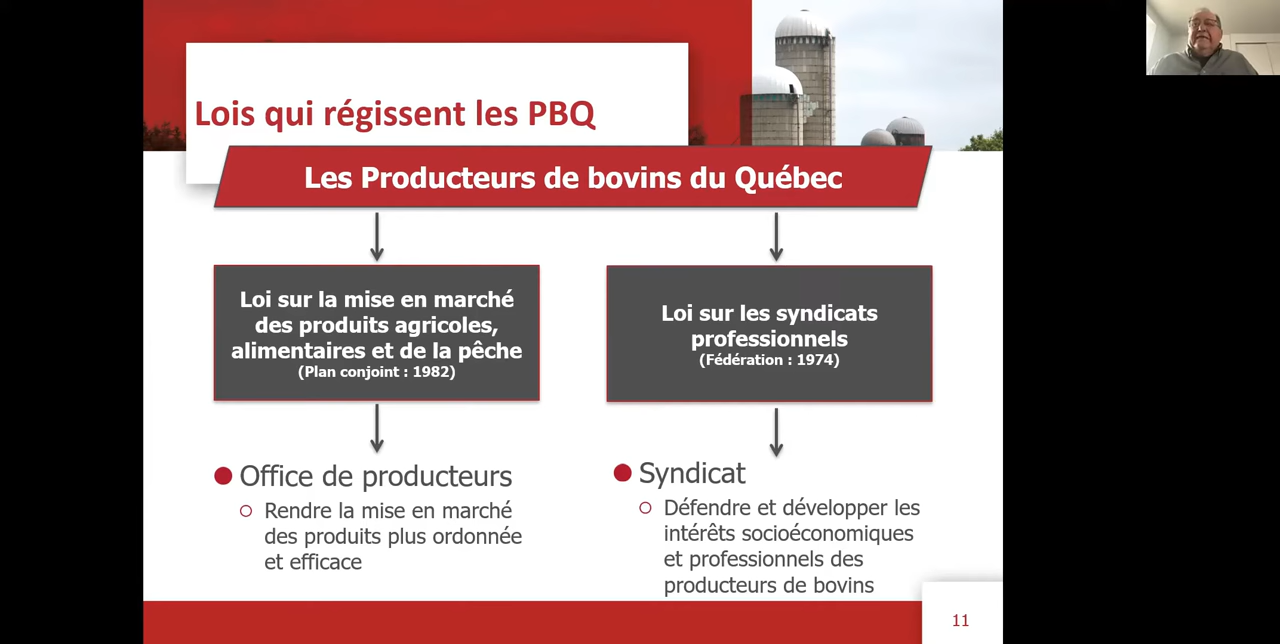 Lois qui régissent les PBQ
Les Producteurs de bovins du Québec
Loi sur la mise en marché
des produits agricoles,
alimentaires et de la pêche
(Plan conjoint : 1982)
Loi sur les syndicats
professionnels
(Fédération : 1974)
Office de producteurs
Rendre la mise en marché
des produits plus ordonnée
et efficace
Syndicat
Défendre et développer les
intérêts socioéconomiques
et professionnels des
producteurs de bovins
11